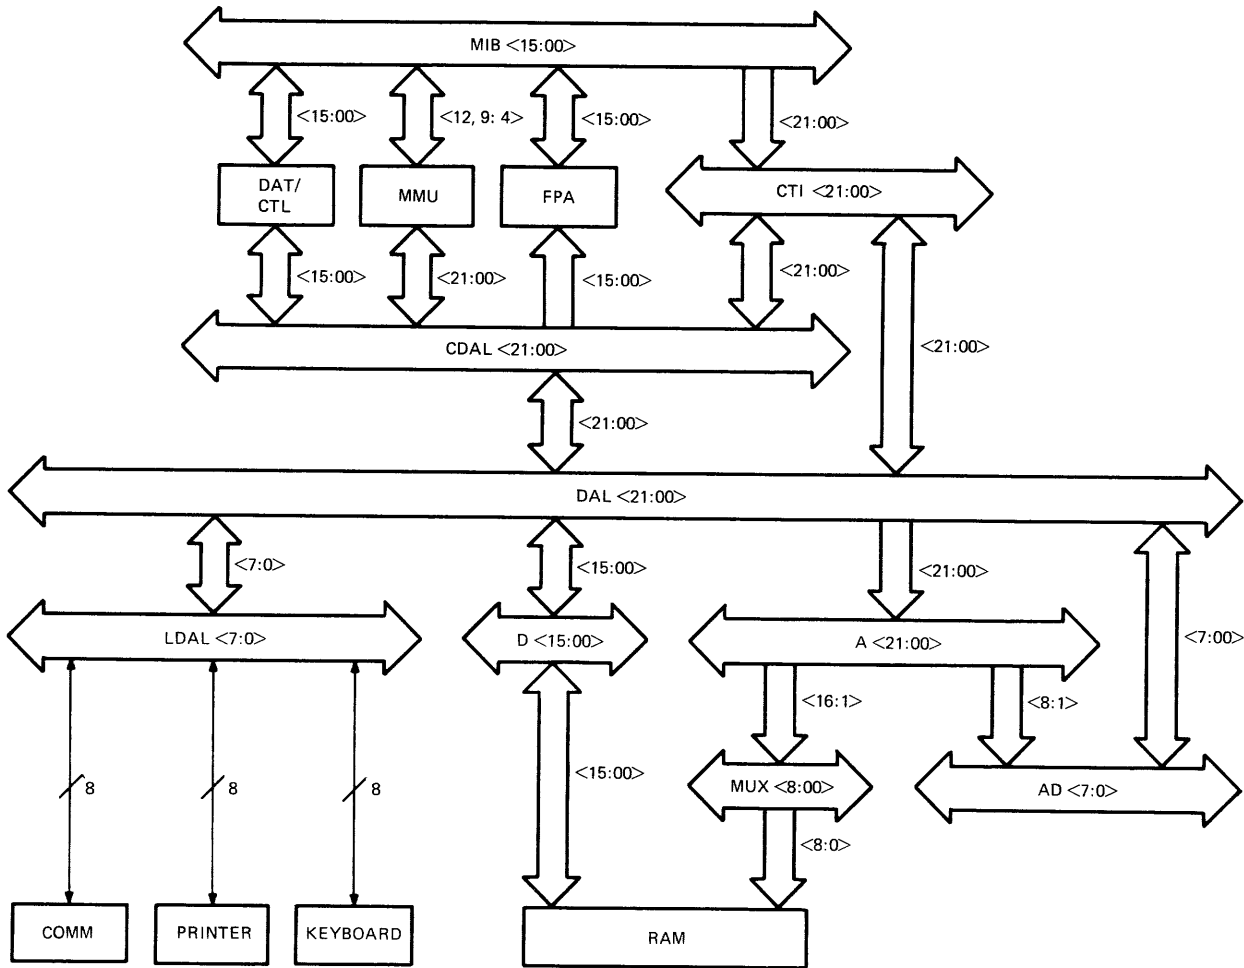 MIB <15:00>
<15:00>
<12, 9: 4>
<15:00>
<21:00>
DAT/
CTL
MMU
FPA
CTI <21:00>
<15:00>
<21:00>
<15:00>
<21:00>
CDAL <21:00>
<21:00>
<21:00>
DAL <21:00>
<7:0>
<15:00>
<21:00>
LDAL <7:0>
D <15:00>
A <21:00>
<7:00>
<16:1>
<8:1>
<15:00>
MUX <8:00>
AD <7:0>
8
8
8
<8:0>
COMM
PRINTER
KEYBOARD
RAM